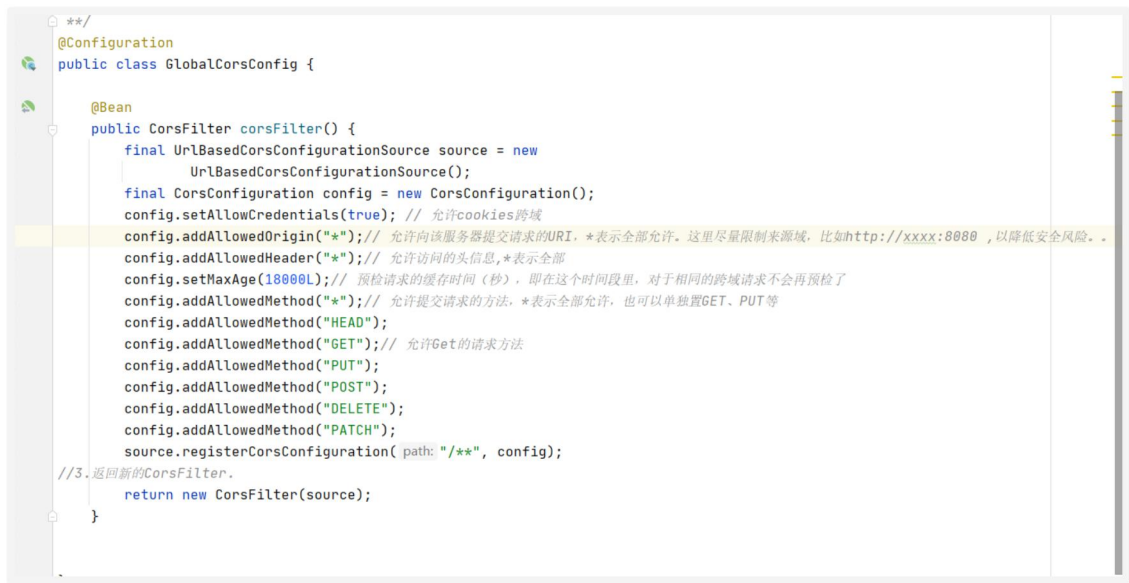 **/
@Configuration
public class GlobalCorsConfig {
@Bean
public CorsFilter corsFilter() {
final UrlBasedCorsConfigurationSource source = new
UrlBasedCorsConfigurationSource();
final CorsConfiguration config = new CorsConfiguration();
config.setAllowCredentials(true); // 允许cookies跨域
config.addAllowedOrigin("*");// 允许向该服务器提交请求的URI，*表示全部允许。这里尽量限制来源域，比如http://xxxx:8080 ,以降低安全风险。。
config.addAllowedHeader("*");// 允许访问的头信息,*表示全部
config.setMaxAge(18000L);// 预检请求的缓存时间（秒），即在这个时间段里，对于相同的跨域请求不会再预检了
config.addAllowedMethod("*");// 允许提交请求的方法，*表示全部允许，也可以单独置GET、PUT等
config.addAllowedMethod("HEAD");
config.addAllowedMethod("GET");// 允许Get的请求方法
config.addAllowedMethod("PUT");
config.addAllowedMethod("POST");
config.addAllowedMethod("DELETE");
config.addAllowedMethod("PATCH");
source.registerCorsConfiguration( path: "/**", config);
//3.返回新的CorsFilter.
return new CorsFilter(source);
}